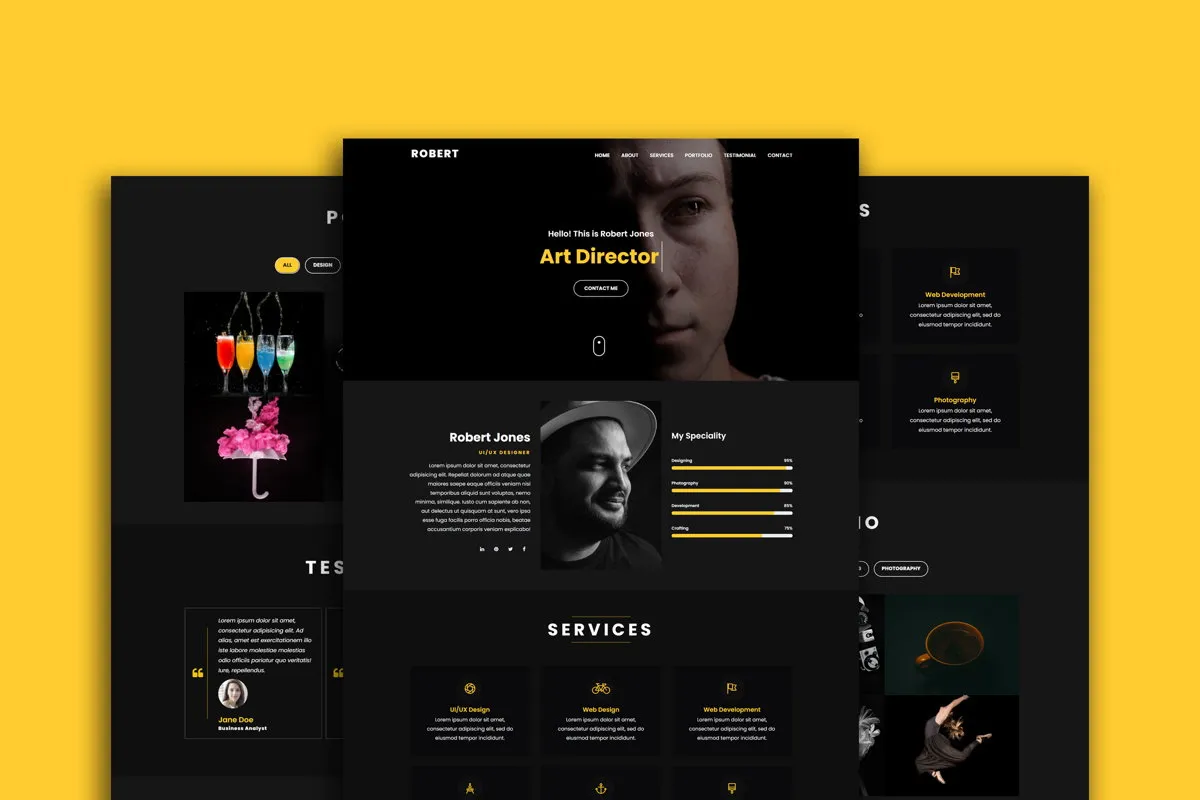 ROBERT
HOME ABOUT SERVICES PORTFOLIO TESTIMONIAL CONTACT
Hello! This is Robert Jones
Art Director
CONTACT ME
Robert Jones
UI/UX DESIGNER
Lorem ipsum dolor sit amet, consectetur
adipisicing elit. Repellat dolorum ad atque quae
maiores saepe eaque officiis veniam nisi
temporibus aliquid sunt voluptas, nemo
minima, similique. Iusto cum sapiente ab non,
aut delectus ut quisquam at sunt, vero ipsa
esse fuga facilis porro officia nobis, beatae
accusantium corporis veniam explicabo!
My Speciality
Designing 95%
Photography 90%
Development 85%
Crafting 75%
SERVICES
UI/UX Design
Lorem ipsum dolor sit amet,
consectetur adipiscing elit, sed do
eiusmod tempor incididunt.
Web Design
Lorem ipsum dolor sit amet,
consectetur adipiscing elit, sed do
eiusmod tempor incididunt.
Web Development
Lorem ipsum dolor sit amet,
consectetur adipiscing elit, sed do
eiusmod tempor incididunt.
ALL DESIGN
TES
Lorem ipsum dolor sit amet,
consectetur adipisicing elit. Ad
alias, amet est exercitationem illo
iste labore molestiae molestias
odio officiis pariatur quo veritatis!
Iure, repellendus.
Jane Doe
Business Analyst
S
Web Development
Lorem ipsum dolor sit amet,
consectetur adipiscing elit, sed do
eiusmod tempor incididunt.
Photography
Lorem ipsum dolor sit amet,
consectetur adipiscing elit, sed do
eiusmod tempor incididunt.
IO
PHOTOGRAPHY